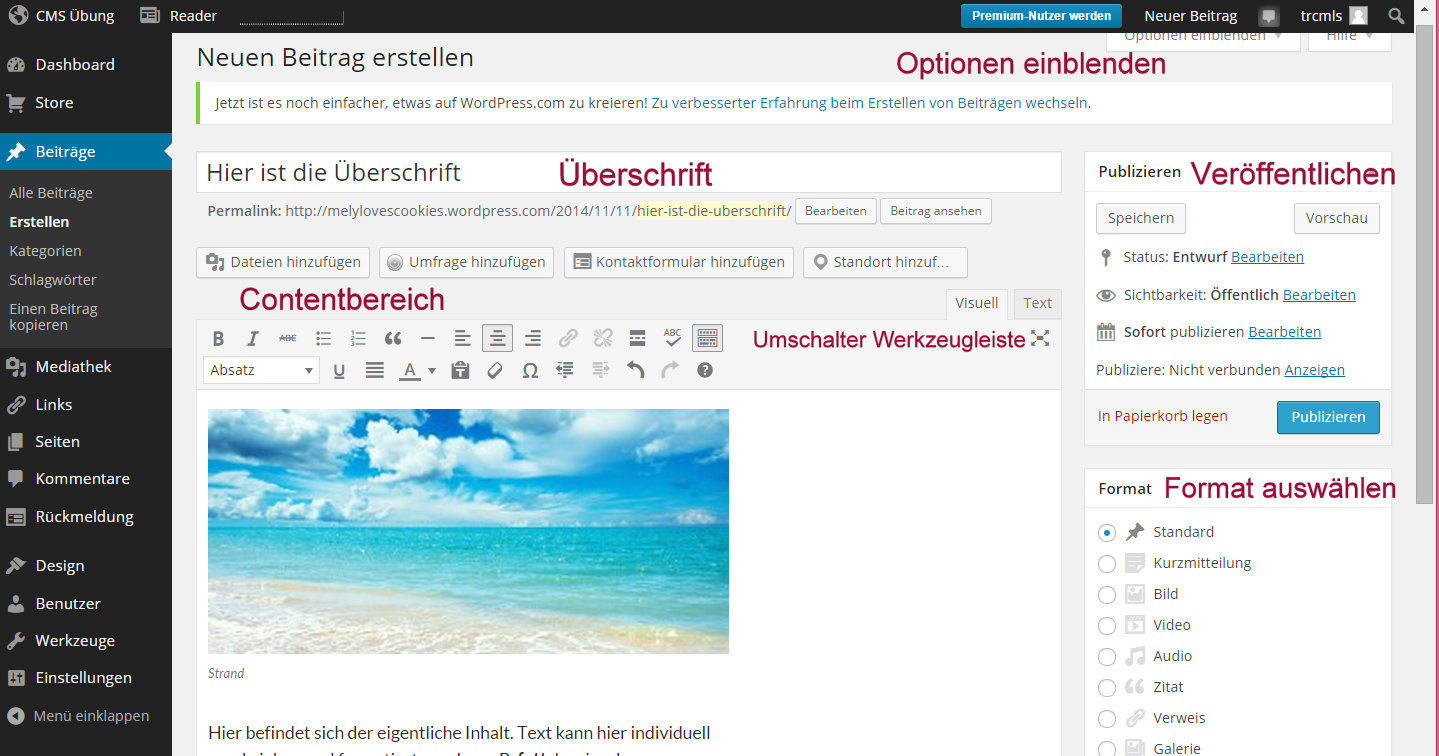 CMS Übung
Reader
Premium-Nutzer werden
Neuer Beitrag
trcmls
Optionen einblenden
Hilfe
Neuen Beitrag erstellen
Optionen einblenden
Jetzt ist es noch einfacher, etwas auf WordPress.com zu kreieren! Zu verbesserter Erfahrung beim Erstellen von Beiträgen wechseln.
Dashboard
Store
Beiträge
Alle Beiträge
Erstellen
Kategorien
Schlagwörter
Einen Beitrag
kopieren
Mediathek
Links
Seiten
Kommentare
Rückmeldung
Design
Benutzer
Werkzeuge
Einstellungen
Menü einklappen
Hier ist die Überschrift
Überschrift
Permalink: http://melylovescookies.wordpress.com/2014/11/11/hier-ist-die-uberschrift/
Bearbeiten
Beitrag ansehen
Dateien hinzufügen
Umfrage hinzufügen
Kontaktformular hinzufügen
Standort hinzuf...
Contentbereich
Visuell
Text
B I ABC
ABC
Umschalter Werkzeugleiste
Absatz
U
A
Ω
Strand
Hier befindet sich der eigentliche Inhalt. Text kann hier individuell
Publizieren
Veröffentlichen
Speichern
Vorschau
Status: Entwurf Bearbeiten
Sichtbarkeit: Öffentlich Bearbeiten
Sofort publizieren Bearbeiten
Publiziere: Nicht verbunden Anzeigen
In Papierkorb legen
Publizieren
Format
Format auswählen
Standard
Kurzmitteilung
Bild
Video
Audio
Zitat
Verweis
Galerie